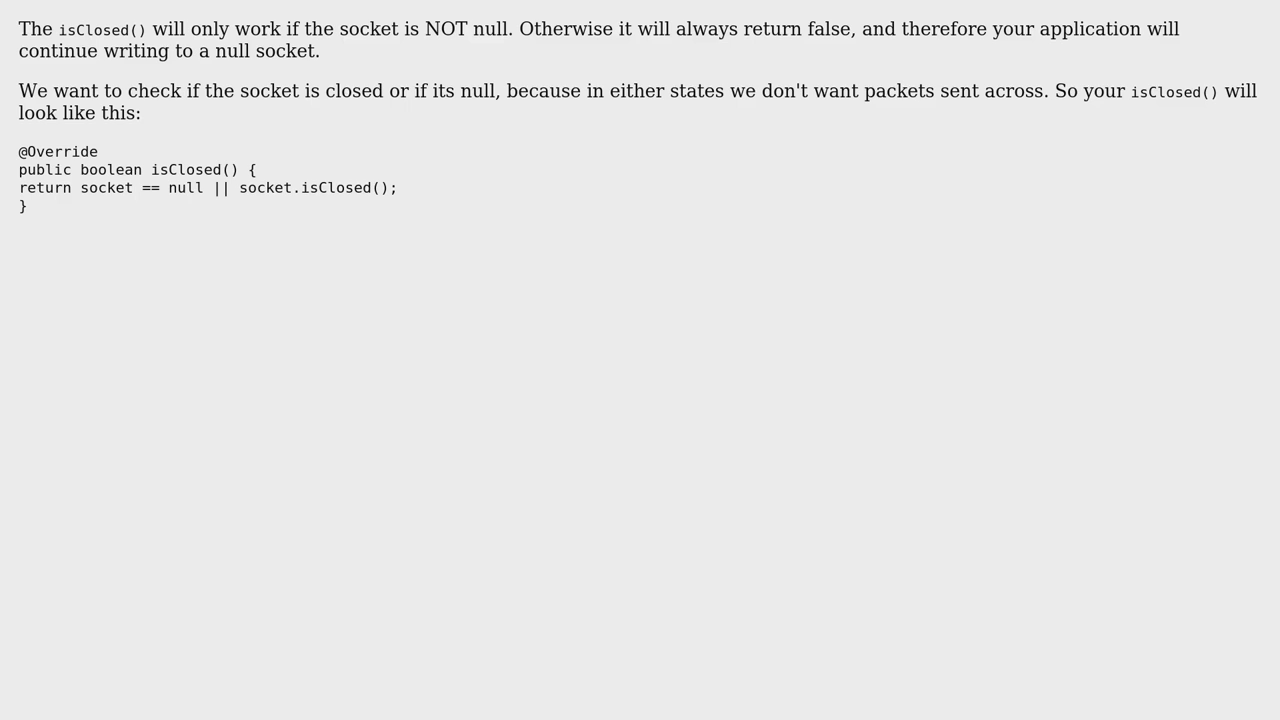 The isClosed() will only work if the socket is NOT null. Otherwise it will always return false, and therefore your application will
continue writing to a null socket.
We want to check if the socket is closed or if its null, because in either states we don't want packets sent across. So your isClosed() will
look like this:
@Override
public boolean isClosed() {
return socket == null || socket.isClosed();
}